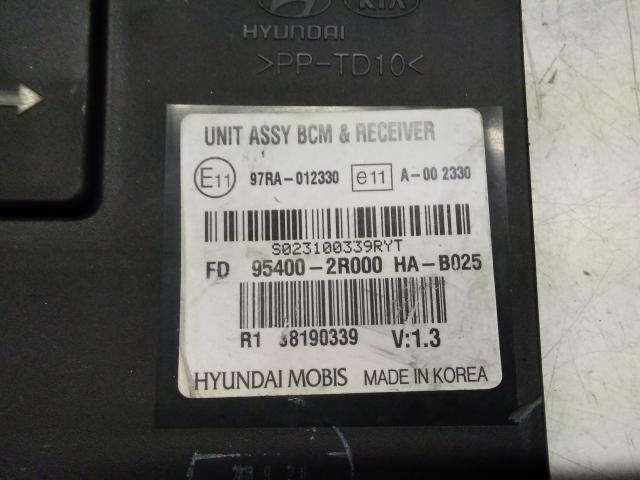 HYUNDAI
KIA
>PP-TD10<
UNIT ASSY BCM & RECEIVER
E11 97RA-012330 e11 A-00 2330
S023100339RYT
FD 95400-2R000 HA-B025
R1 38190339 V:1.3
HYUNDAI MOBIS MADE IN KOREA